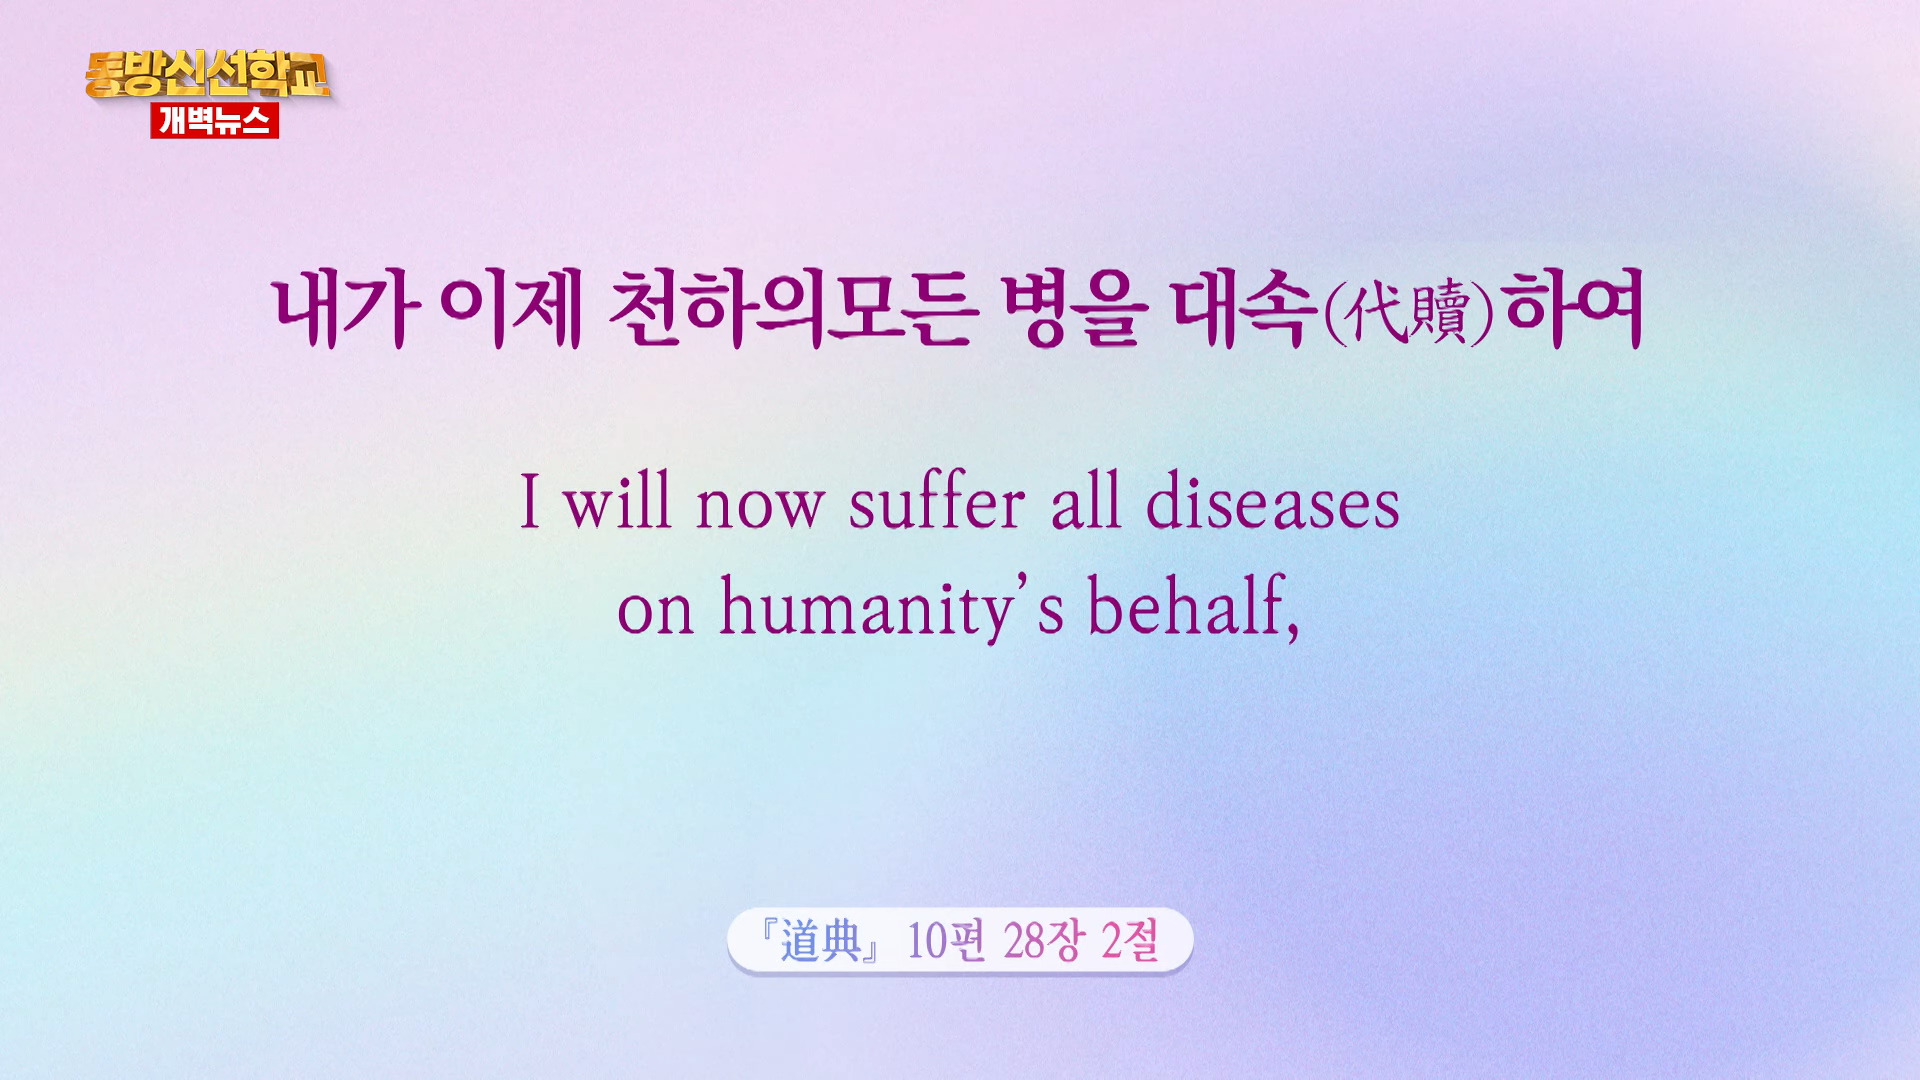 동방신선학교
개벽뉴스
내가 이제 천하의모든 병을 대속(代贖)하여
I will now suffer all diseases
on humanity’s behalf,
『道典』 10편 28장 2절